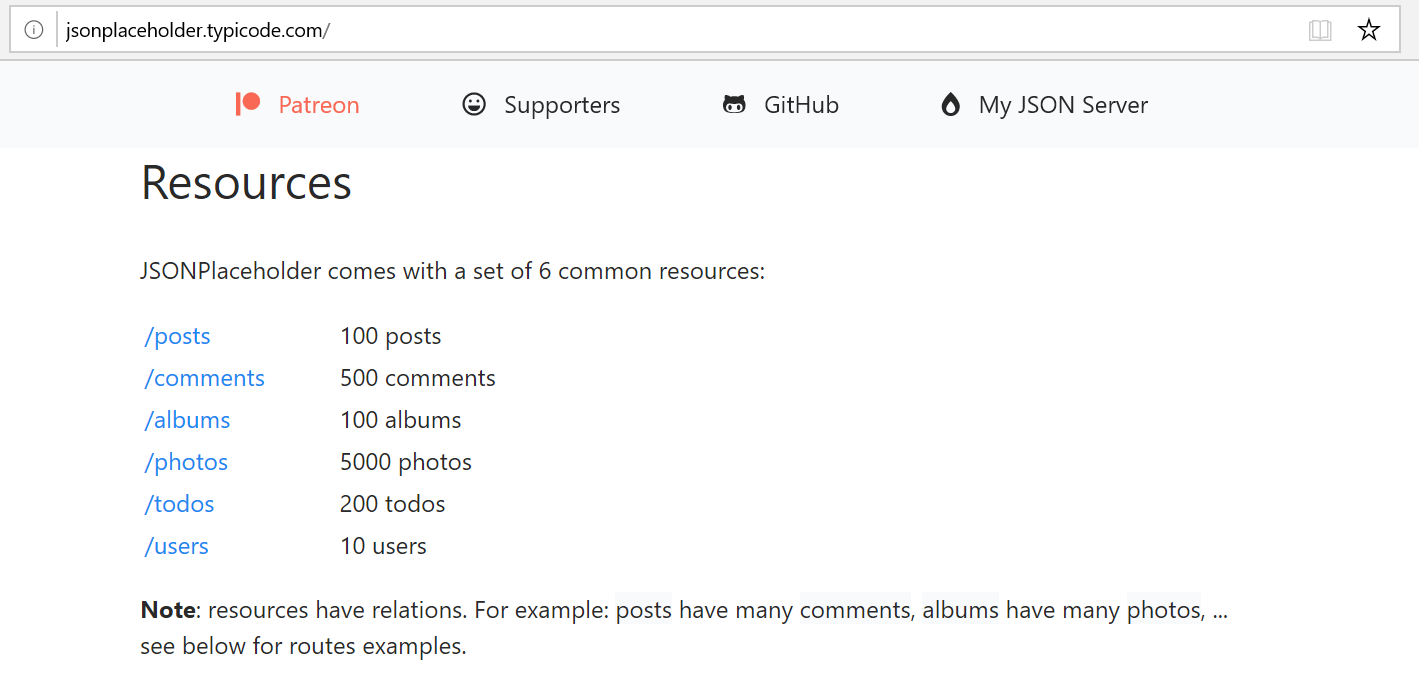 jsonplaceholder.typicode.com/
Patreon Supporters GitHub My JSON Server
Resources
JSONPlaceholder comes with a set of 6 common resources:
/posts 100 posts
/comments 500 comments
/albums 100 albums
/photos 5000 photos
/todos 200 todos
/users 10 users
Note: resources have relations. For example: posts have many comments, albums have many photos, ...
see below for routes examples.